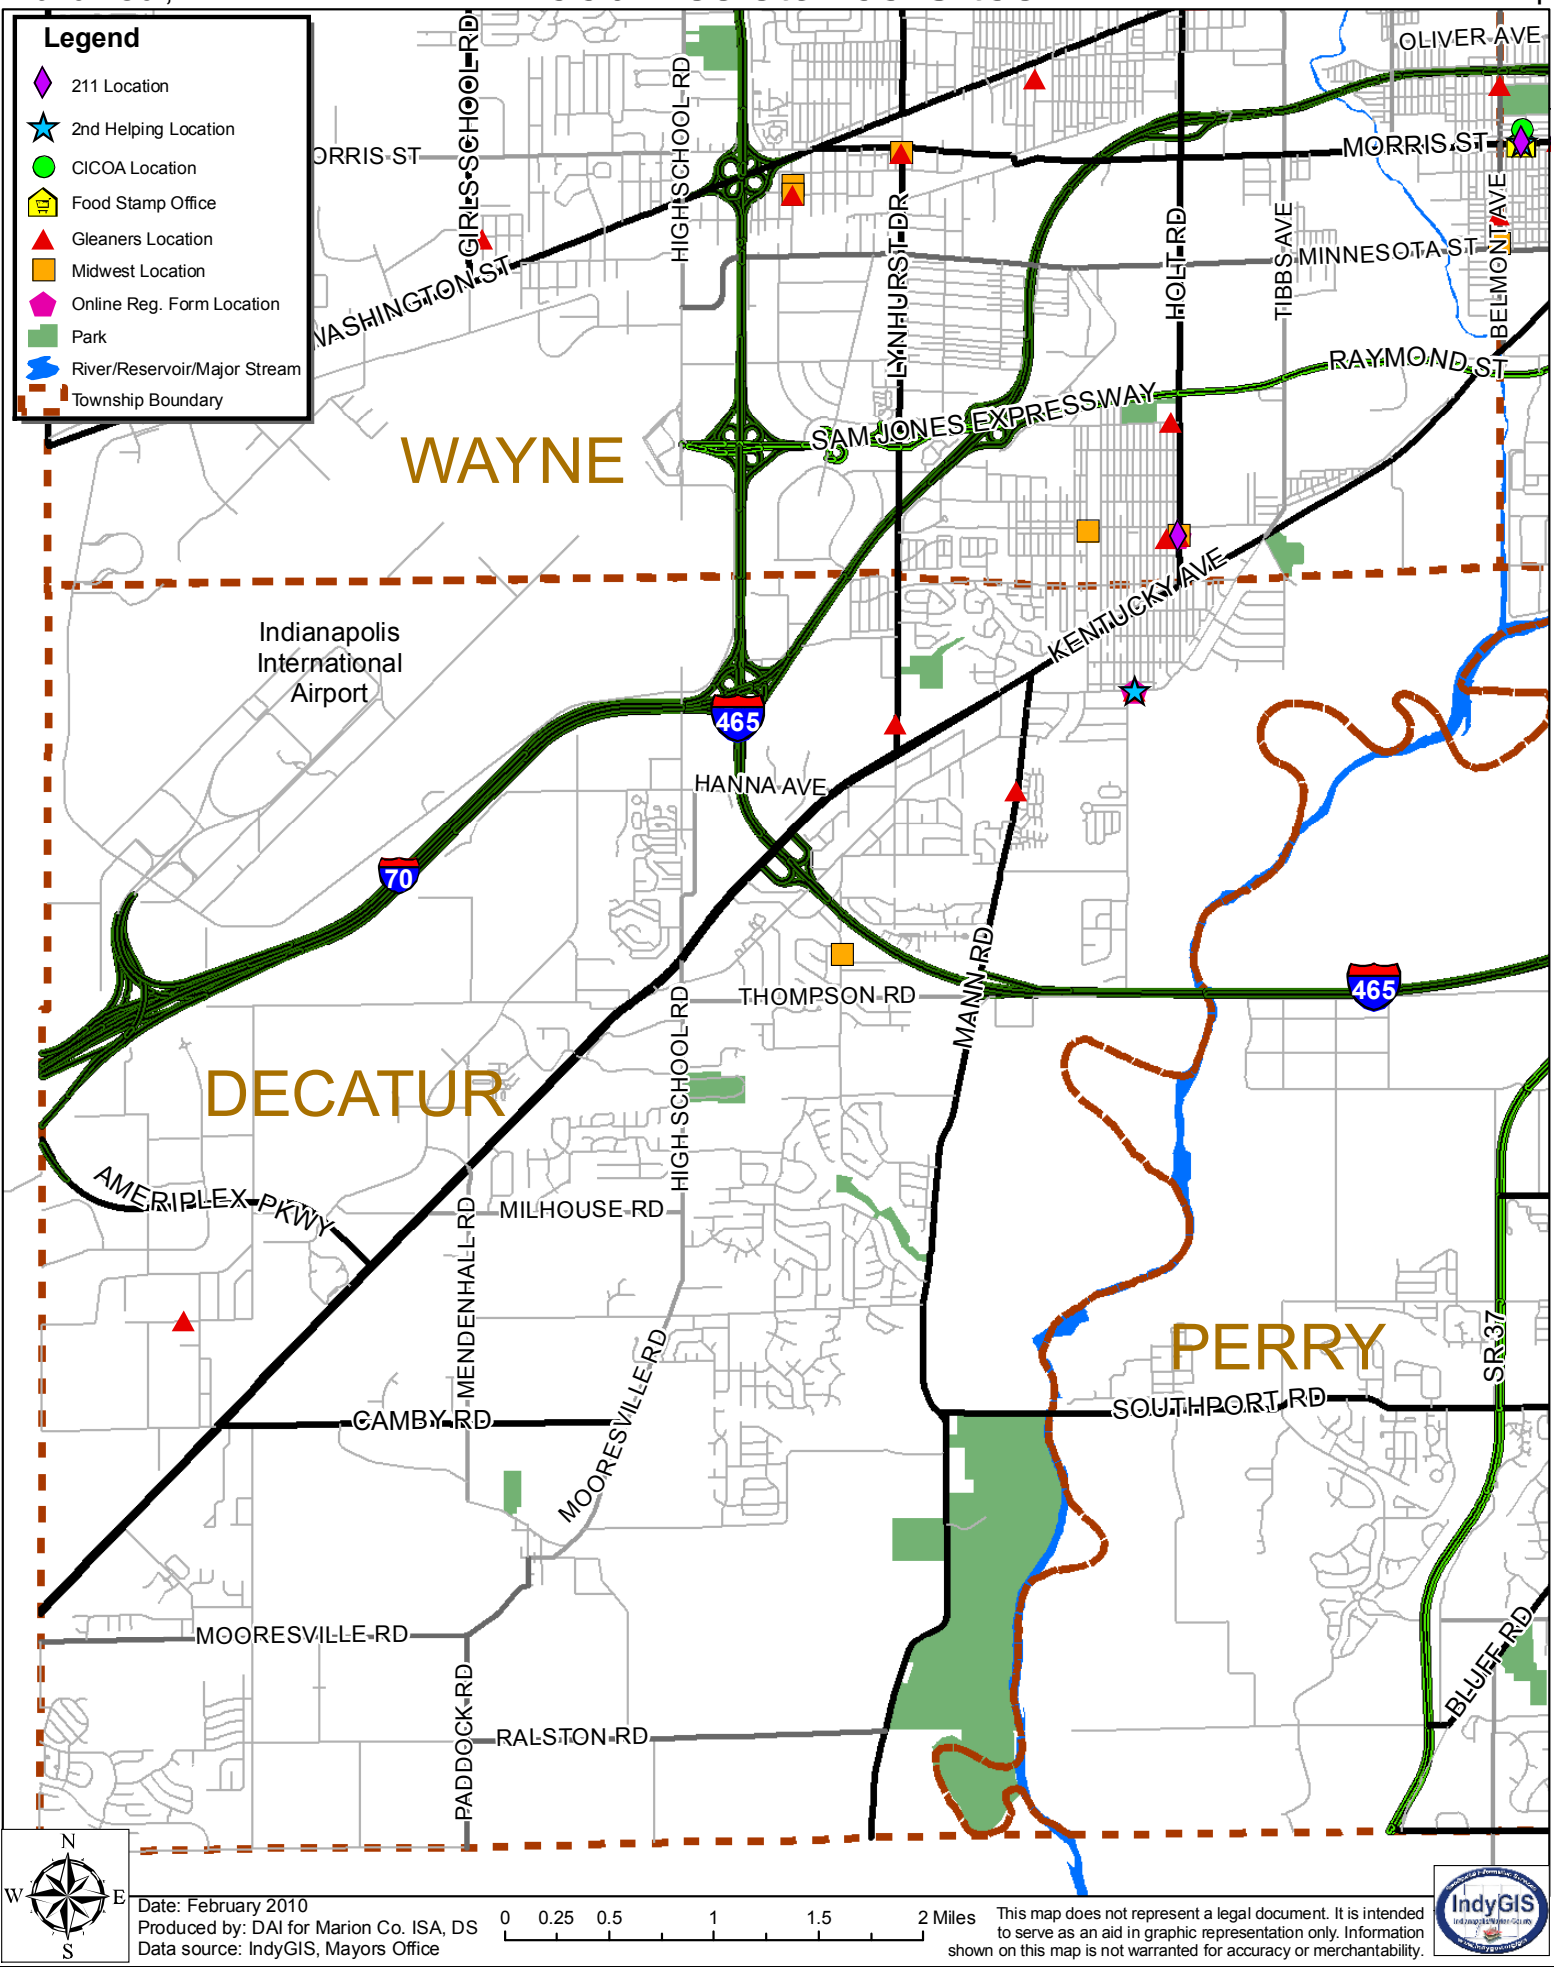 Legend
211 Location
2nd Helping Location
CICOA Location
Food Stamp Office
Gleaners Location
Midwest Location
Online Reg. Form Location
Park
River/Reservoir/Major Stream
Township Boundary
OLIVER AVE
GIRLS SCHOOL RD
HIGH SCHOOL RD
ORRIS ST
MORRIS ST
WASHINGTON ST
LYNHURST DR
HOLT RD
TIBBS AVE
MINNESOTA ST
BELMONT AVE
RAYMOND ST
SAM JONES EXPRESSWAY
WAYNE
KENTUCKY AVE
Indianapolis
International
Airport
465
HANNA AVE
70
THOMPSON RD
MANN RD
465
HIGH SCHOOL RD
DECATUR
AMERIPLEX PKWY
MILHOUSE RD
MENDENHALL RD
MOORESVILLE RD
PERRY
SR 37
CAMBY RD
SOUTHPORT RD
MOORESVILLE RD
BLUFF RD
PADDOCK RD
RALSTON RD
N
W E
S
Date: February 2010
Produced by: DAI for Marion Co. ISA, DS
Data source: IndyGIS, Mayors Office
0 0.25 0.5 1 1.5 2 Miles
This map does not represent a legal document. It is intended
to serve as an aid in graphic representation only. Information
shown on this map is not warranted for accuracy or merchantability.
IndyGIS
Indianapolis/Marion County